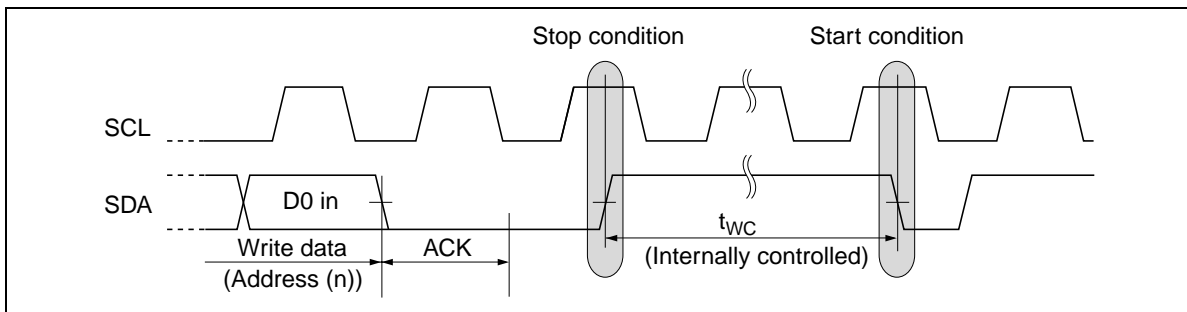 Stop condition Start condition
SCL
SDA
D0 in
tWC
Write data ACK (Internally controlled)
(Address (n))